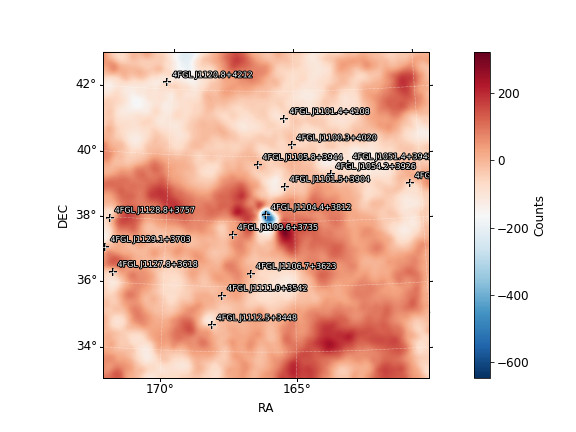 4FGL J1120.8+4212
4FGL J1101.4+4108
4FGL J1100.3+4020
4FGL J1105.8+3944
4FGL J1051.4+394
4FGL J1054.2+3926
4FG
4FGL J1101.5+3904
4FGL J1104.4+3812
4FGL J1128.8+3757
4FGL J1109.6+3735
4FGL J1129.1+3703
4FGL J1127.8+3618
4FGL J1106.7+3623
4FGL J1111.0+3542
4FGL J1112.5+3448
42°
40°
38°
36°
34°
DEC
170°
165°
RA
200
0
−200
−400
−600
Counts